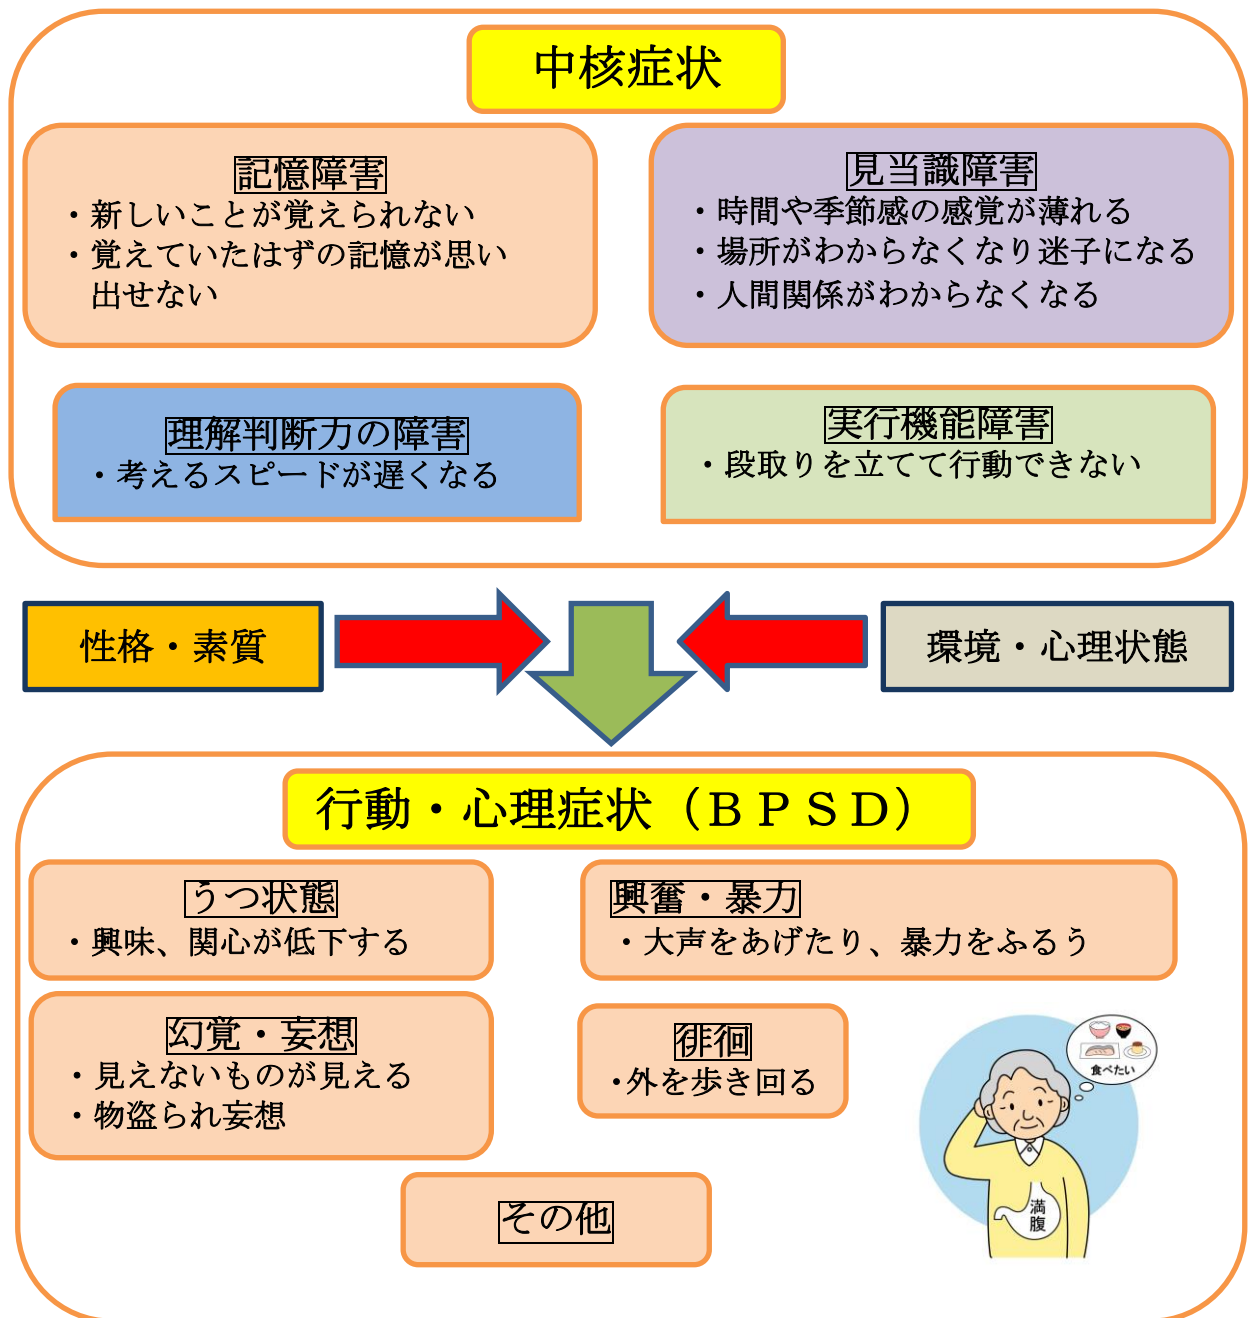 中核症状
記憶障害
・新しいことが覚えられない
・覚えていたはずの記憶が思い
出せない
見当識障害
・時間や季節感の感覚が薄れる
・場所がわからなくなり迷子になる
・人間関係がわからなくなる
理解判断力の障害
・考えるスピードが遅くなる
実行機能障害
・段取りを立てて行動できない
性格・素質
環境・心理状態
行動・心理症状（ＢＰＳＤ）
うつ状態
・興味、関心が低下する
興奮・暴力
・大声をあげたり、暴力をふるう
幻覚・妄想
・見えないものが見える
・物盗られ妄想
徘徊
・外を歩き回る
食べたい
満
腹
その他